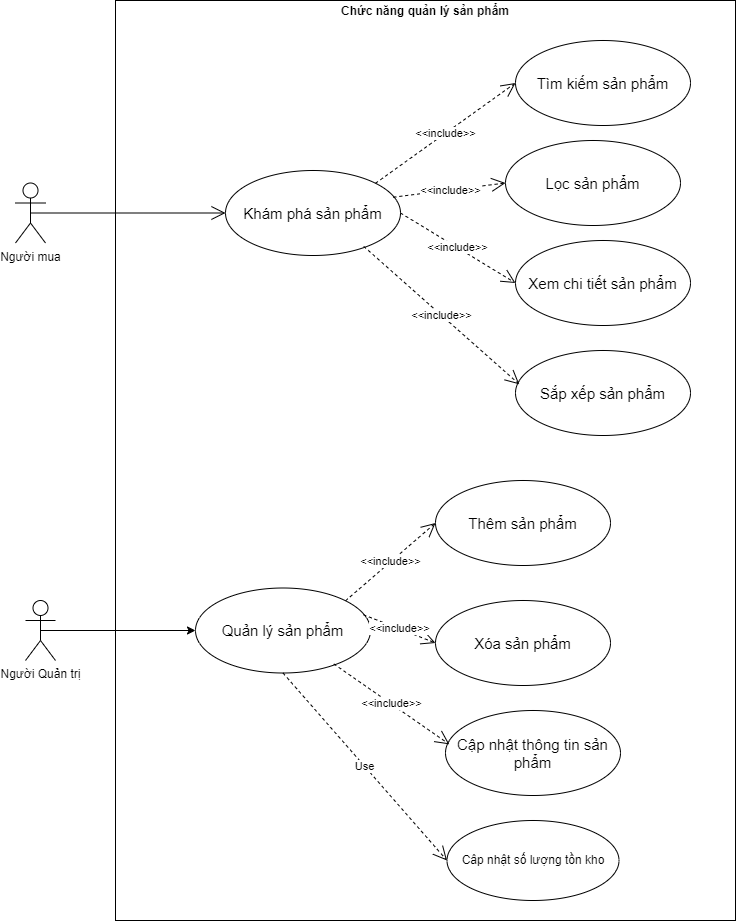 Chức năng quản lý sản phẩm
Tìm kiếm sản phẩm
<<include>>
Lọc sản phẩm
<<include>>
Khám phá sản phẩm
Người mua
<<include>>
Xem chi tiết sản phẩm
<<include>>
Sắp xếp sản phẩm
Thêm sản phẩm
<<include>>
Quản lý sản phẩm
<<include>>
Xóa sản phẩm
Người Quản trị
<<include>>
Cập nhật thông tin sản
phẩm
Use
Cập nhật số lượng tồn kho